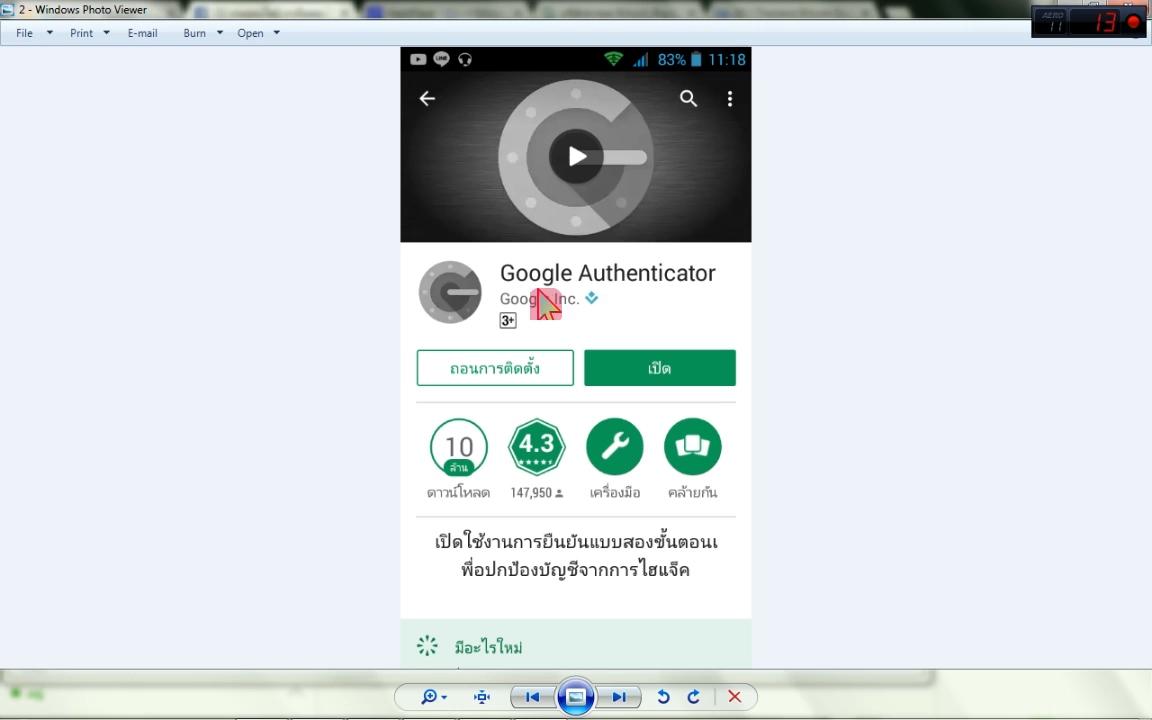 2 - Windows Photo Viewer
File Print E-mail Burn Open
AERO
11
13
LINE
83% 11:18
Google Authenticator
Goog Inc.
3+
ถอนการติดตั้ง เปิด
10 4.3
ล้าน
ดาวน์โหลด 147,950 เครื่องมือ คล้ายกัน
เปิดใช้งานการยืนยันแบบสองขั้นตอนเ
พื่อปกป้องบัญชีจากการไฮแจ็ค
มีอะไรใหม่